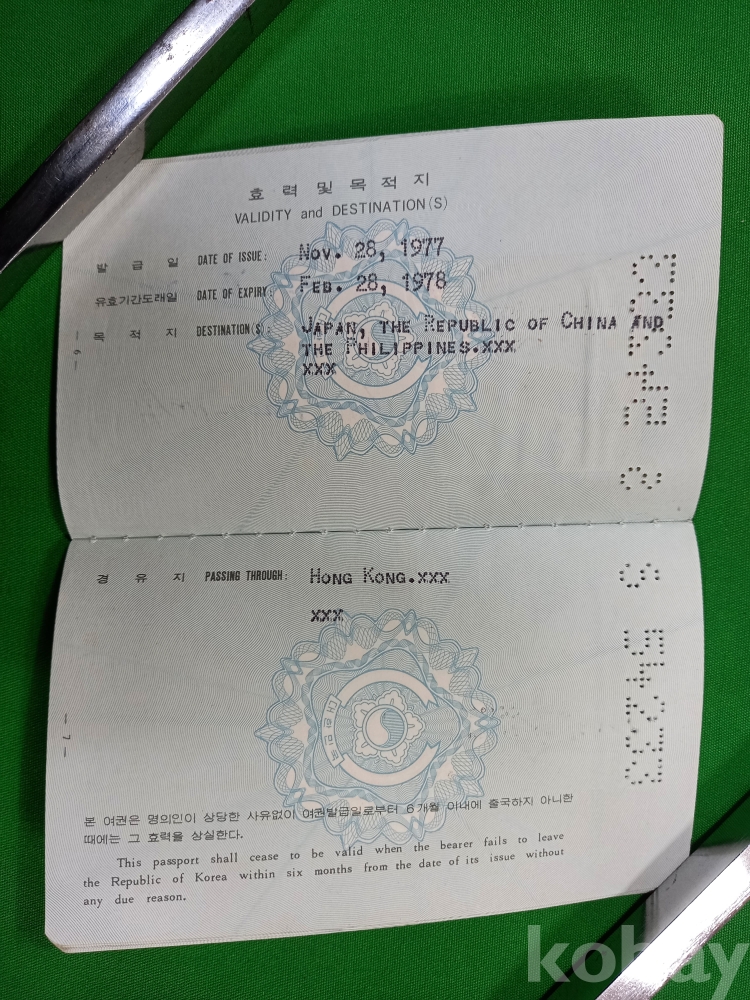 효 력 및 목 적 지
VALIDITY and DESTINATION(S)
발 급 일 DATE OF ISSUE: Nov. 28, 1977
유효기간도래일 DATE OF EXPIRY: Feb. 28, 1978
목 적 지 DESTINATION(S): JAPAN, THE REPUBLIC OF CHINA AND
THE PHILIPPINES.XXX
XXX
— 6 —
경 유 지 PASSING THROUGH: HONG KONG.XXX
XXX
대한민국
— 7 —
본 여권은 명의인이 상당한 사유없이 여권발급일로부터 6개월 이내에 출국하지 아니한
때에는 그 효력을 상실한다.
This passport shall cease to be valid when the bearer fails to leave
the Republic of Korea within six months from the date of its issue without
any due reason.
kobay